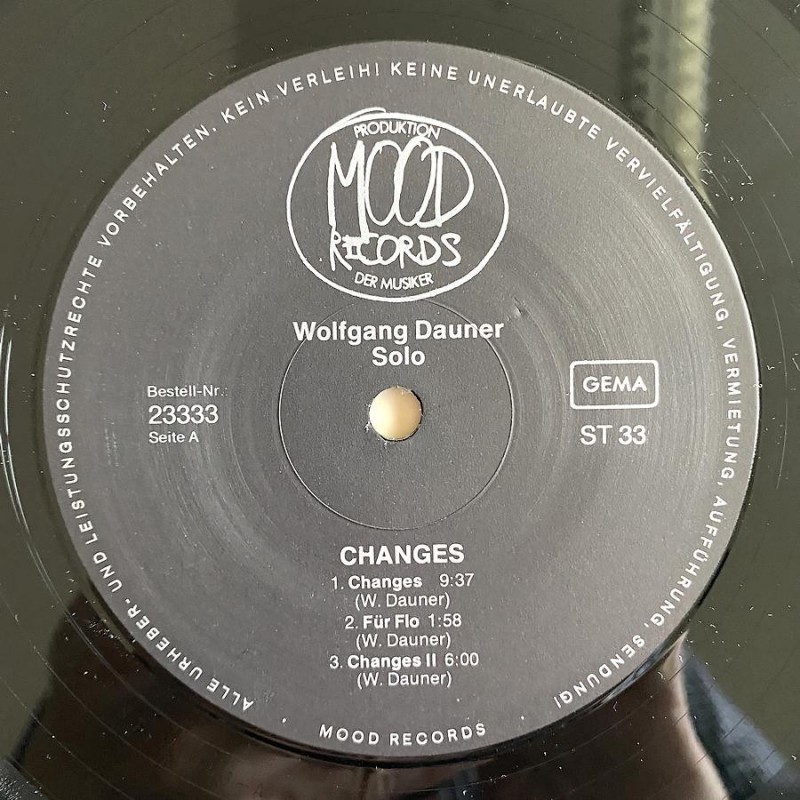 ALLE URHEBER- UND LEISTUNGSSCHUTZRECHTE VORBEHALTEN, KEIN VERLEIH! KEINE UNERLAUBTE VERVIELFÄLTIGUNG, VERMIETUNG, AUFFÜHRUNG, SENDUNG!
PRODUKTION
MOOD
RECORDS
DER MUSIKER
Wolfgang Dauner
Solo
Bestell-Nr.:
23333
Seite A
GEMA
ST 33
CHANGES
1. Changes 9:37
(W. Dauner)
2. Für Flo 1:58
(W. Dauner)
3. Changes II 6:00
(W. Dauner)
· MOOD RECORDS ·